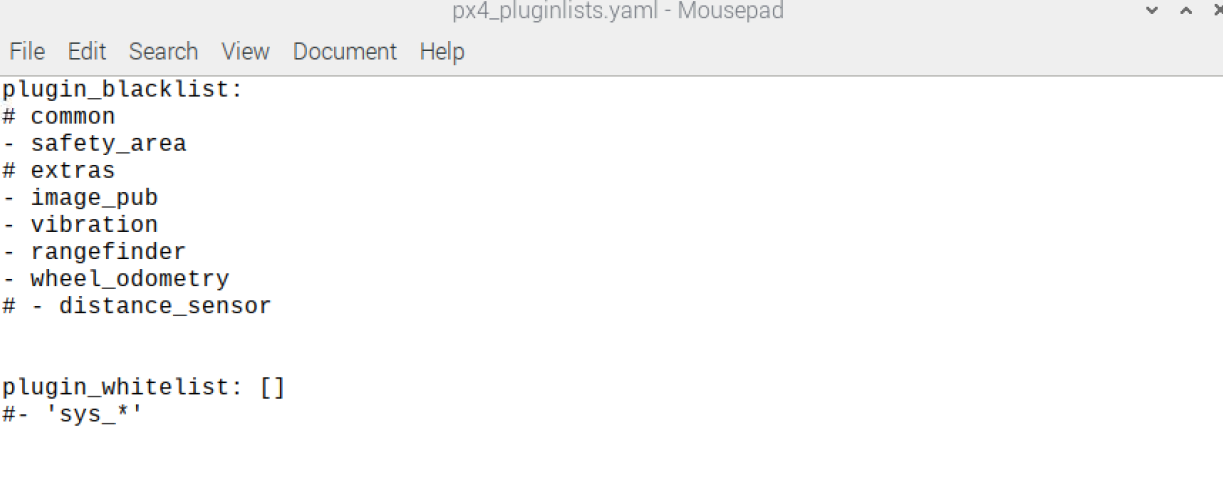 px4_pluginlists.yaml - Mousepad
File Edit Search View Document Help
plugin_blacklist:
# common
- safety_area
# extras
- image_pub
- vibration
- rangefinder
- wheel_odometry
# - distance_sensor
plugin_whitelist: []
#- 'sys_*'